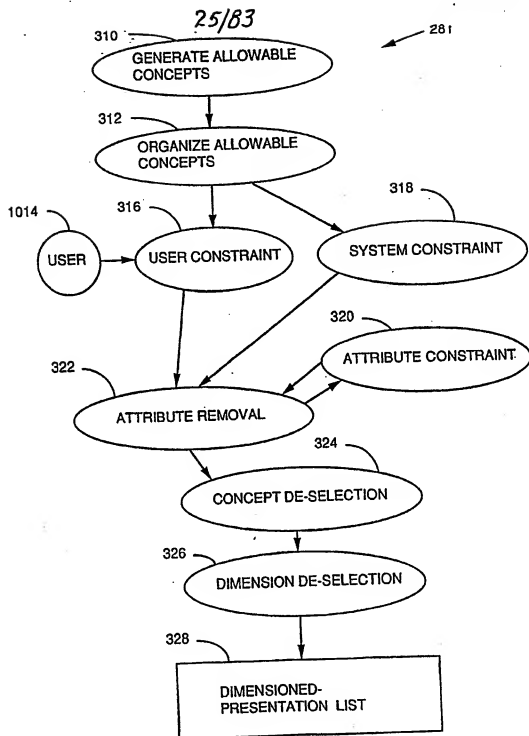 25/83
310
281
GENERATE ALLOWABLE
CONCEPTS
312
ORGANIZE ALLOWABLE
CONCEPTS
1014
316
318
USER
USER CONSTRAINT
SYSTEM CONSTRAINT
320
ATTRIBUTE CONSTRAINT
322
ATTRIBUTE REMOVAL
324
CONCEPT DE-SELECTION
326
DIMENSION DE-SELECTION
328
DIMENSIONED-
PRESENTATION LIST